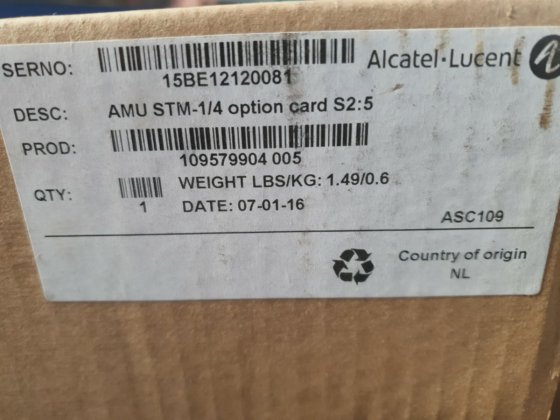 SERNO:
15BE12120081
Alcatel·Lucent
DESC: AMU STM-1/4 option card S2:5
PROD:
109579904 005
QTY:
1
WEIGHT LBS/KG: 1.49/0.6
DATE: 07-01-16
ASC109
Country of origin
NL